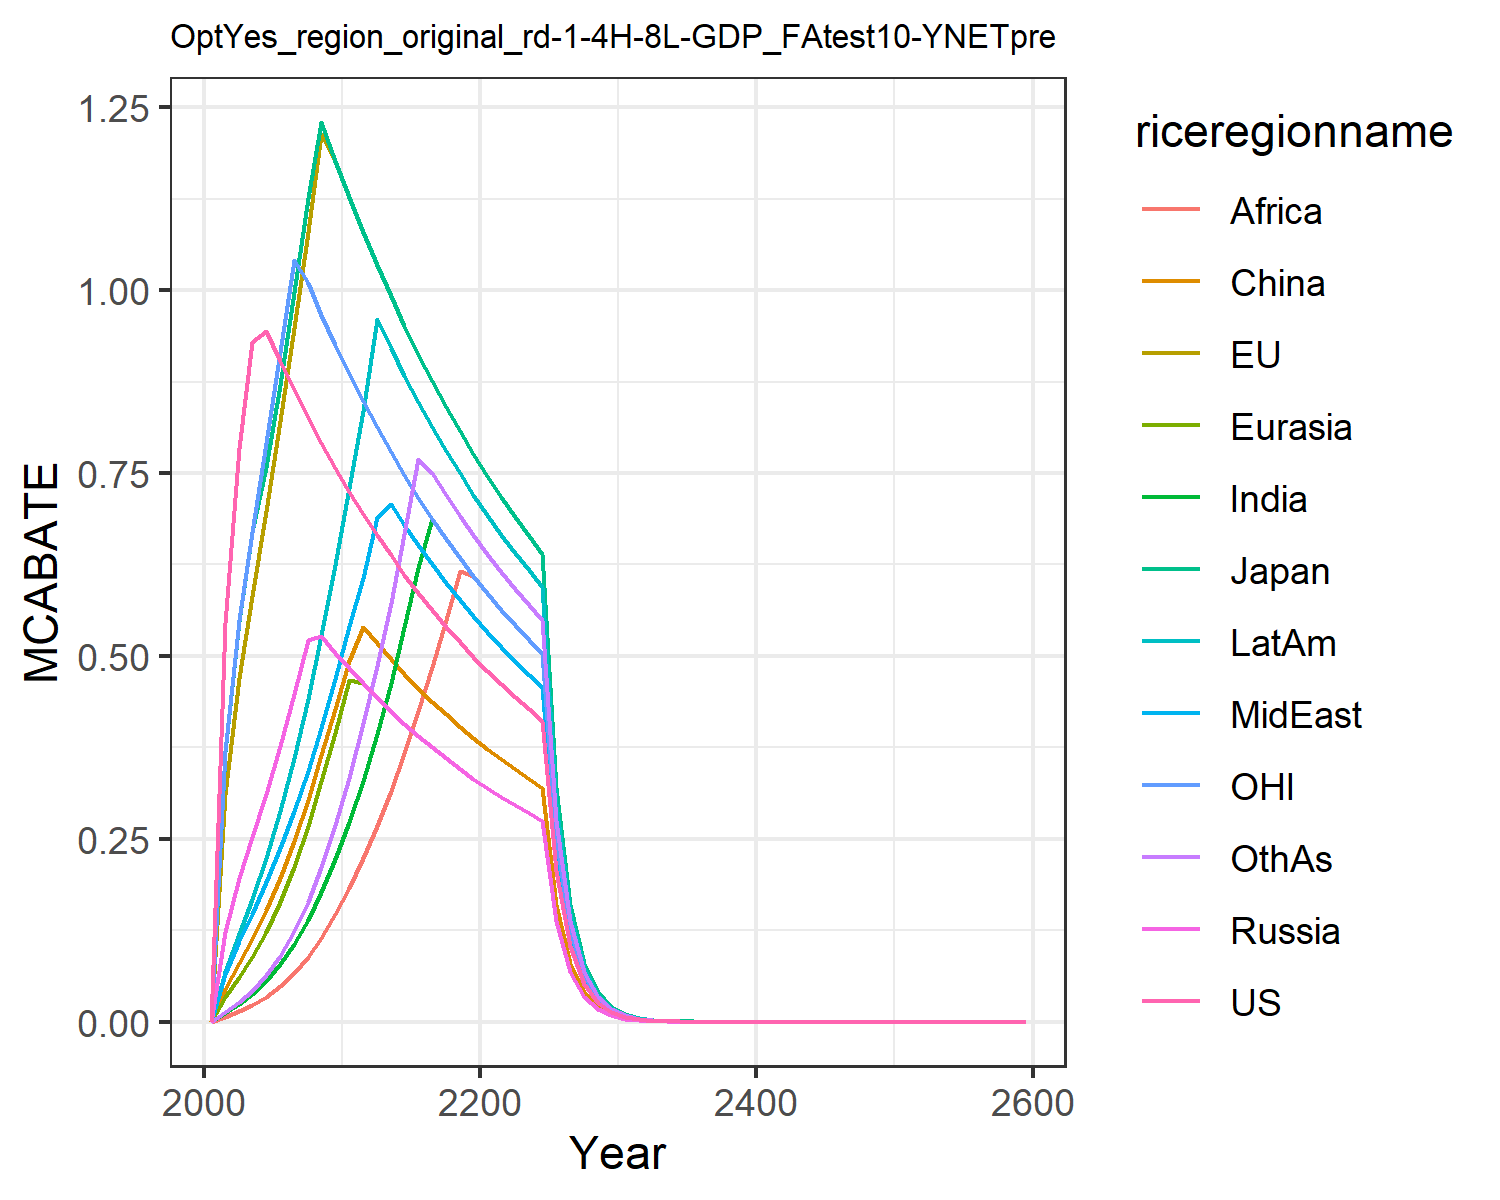 OptYes_region_original_rd-1-4H-8L-GDP_FAtest10-YNETpre
1.25
1.00
0.75
0.50
0.25
0.00
MCABATE
2000
2200
2400
2600
Year
riceregionname
Africa
China
EU
Eurasia
India
Japan
LatAm
MidEast
OHI
OthAs
Russia
US